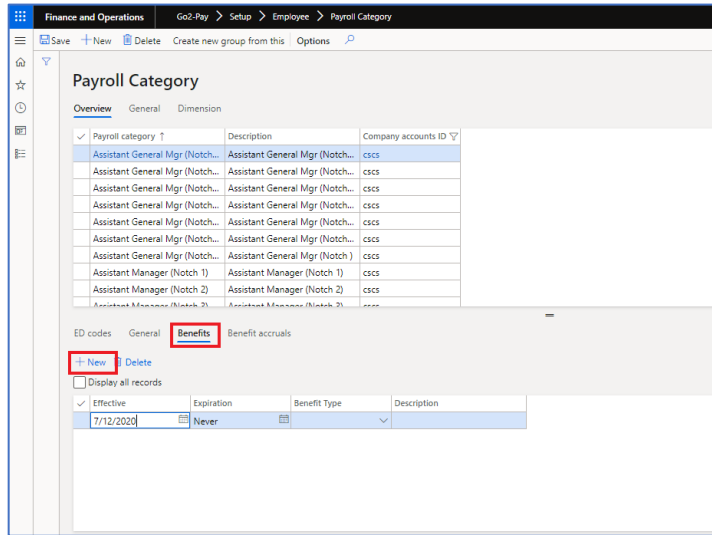 Finance and Operations Go2-Pay > Setup > Employee > Payroll Category
Save + New Delete Create new group from this Options
Payroll Category
Overview General Dimension
Payroll category ↑ Description Company accounts ID
Assistant General Mgr (Notch... Assistant General Mgr (Notch... cscs
Assistant General Mgr (Notch... Assistant General Mgr (Notch... cscs
Assistant General Mgr (Notch... Assistant General Mgr (Notch... cscs
Assistant General Mgr (Notch... Assistant General Mgr (Notch... cscs
Assistant General Mgr (Notch... Assistant General Mgr (Notch... cscs
Assistant General Mgr (Notch... Assistant General Mgr (Notch... cscs
Assistant General Mgr (Notch... Assistant General Mgr (Notch ) cscs
Assistant Manager (Notch 1) Assistant Manager (Notch 1) cscs
Assistant Manager (Notch 2) Assistant Manager (Notch 2) cscs
Assistant Manager (Notch 3) Assistant Manager (Notch 3) cscs
ED codes General Benefits Benefit accruals
+ New Delete
Display all records
Effective Expiration Benefit Type Description
7/12/2020 Never